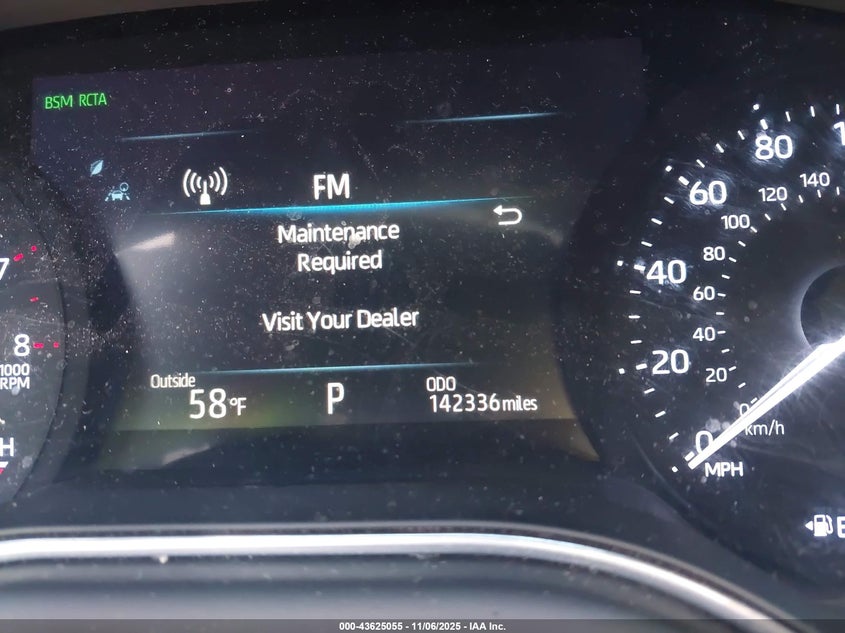 BSM RCTA
FM
Maintenance
Required
Visit Your Dealer
Outside
58°F
P
ODO
142336 miles
7
8
1000
RPM
H
80
60
40
20
0
MPH
140
120
100
80
60
40
20
0
km/h
000-43625055 - 11/06/2025 - IAA Inc.